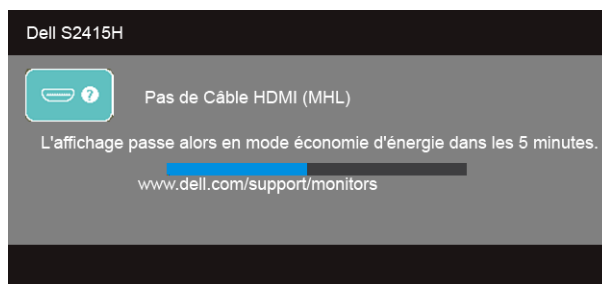 Dell S2415H
Pas de Câble HDMI (MHL)
L'affichage passe alors en mode économie d'énergie dans les 5 minutes.
www.dell.com/support/monitors